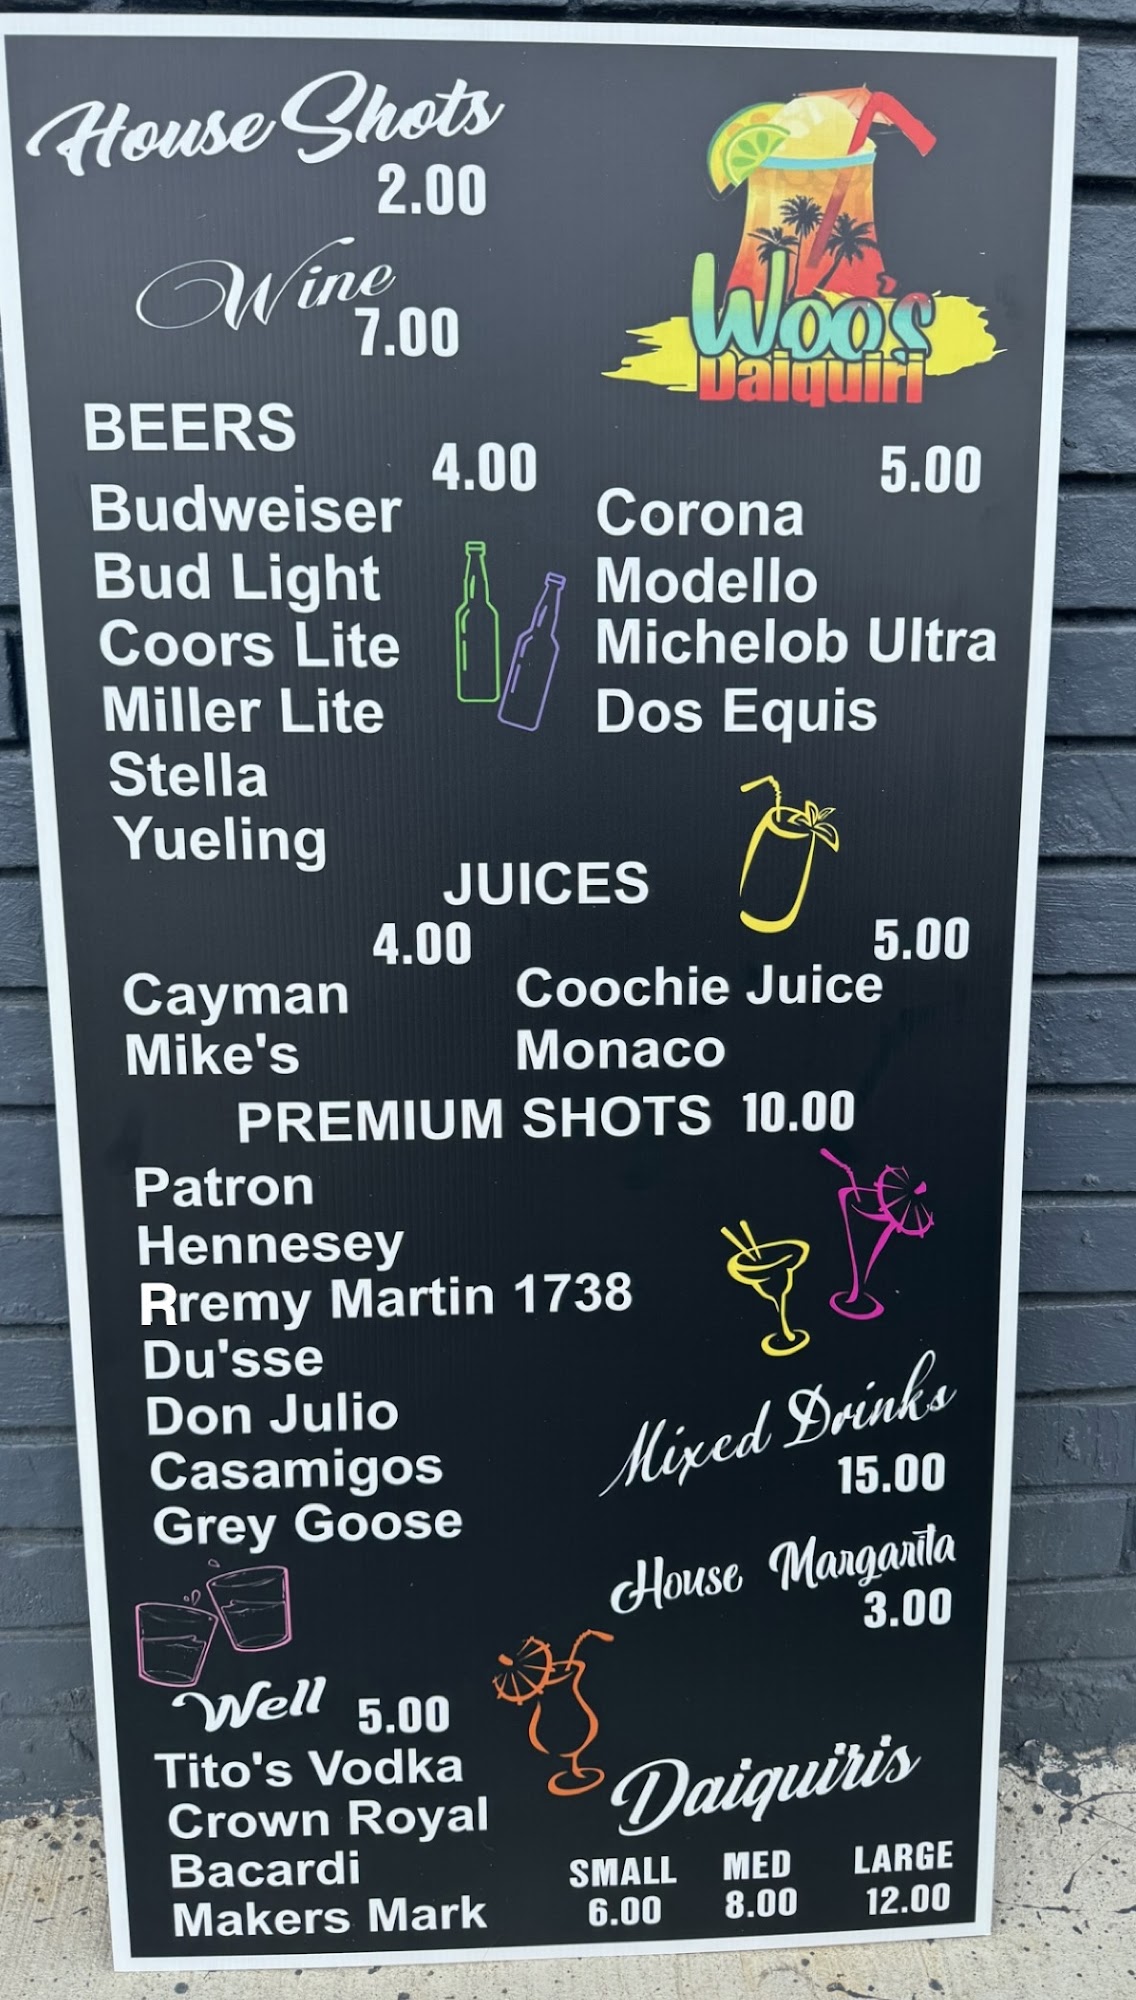 House Shots
2.00
Wine
7.00
Woo's
Daiquiri
BEERS
4.00
Budweiser
Bud Light
Coors Lite
Miller Lite
Stella
Yueling
5.00
Corona
Modello
Michelob Ultra
Dos Equis
JUICES
4.00
Cayman
Mike's
5.00
Coochie Juice
Monaco
PREMIUM SHOTS 10.00
Patron
Hennesey
Rremy Martin 1738
Du'sse
Don Julio
Casamigos
Grey Goose
Mixed Drinks
15.00
House Margarita
3.00
Well 5.00
Tito's Vodka
Crown Royal
Bacardi
Makers Mark
Daiquiris
SMALL MED LARGE
6.00 8.00 12.00